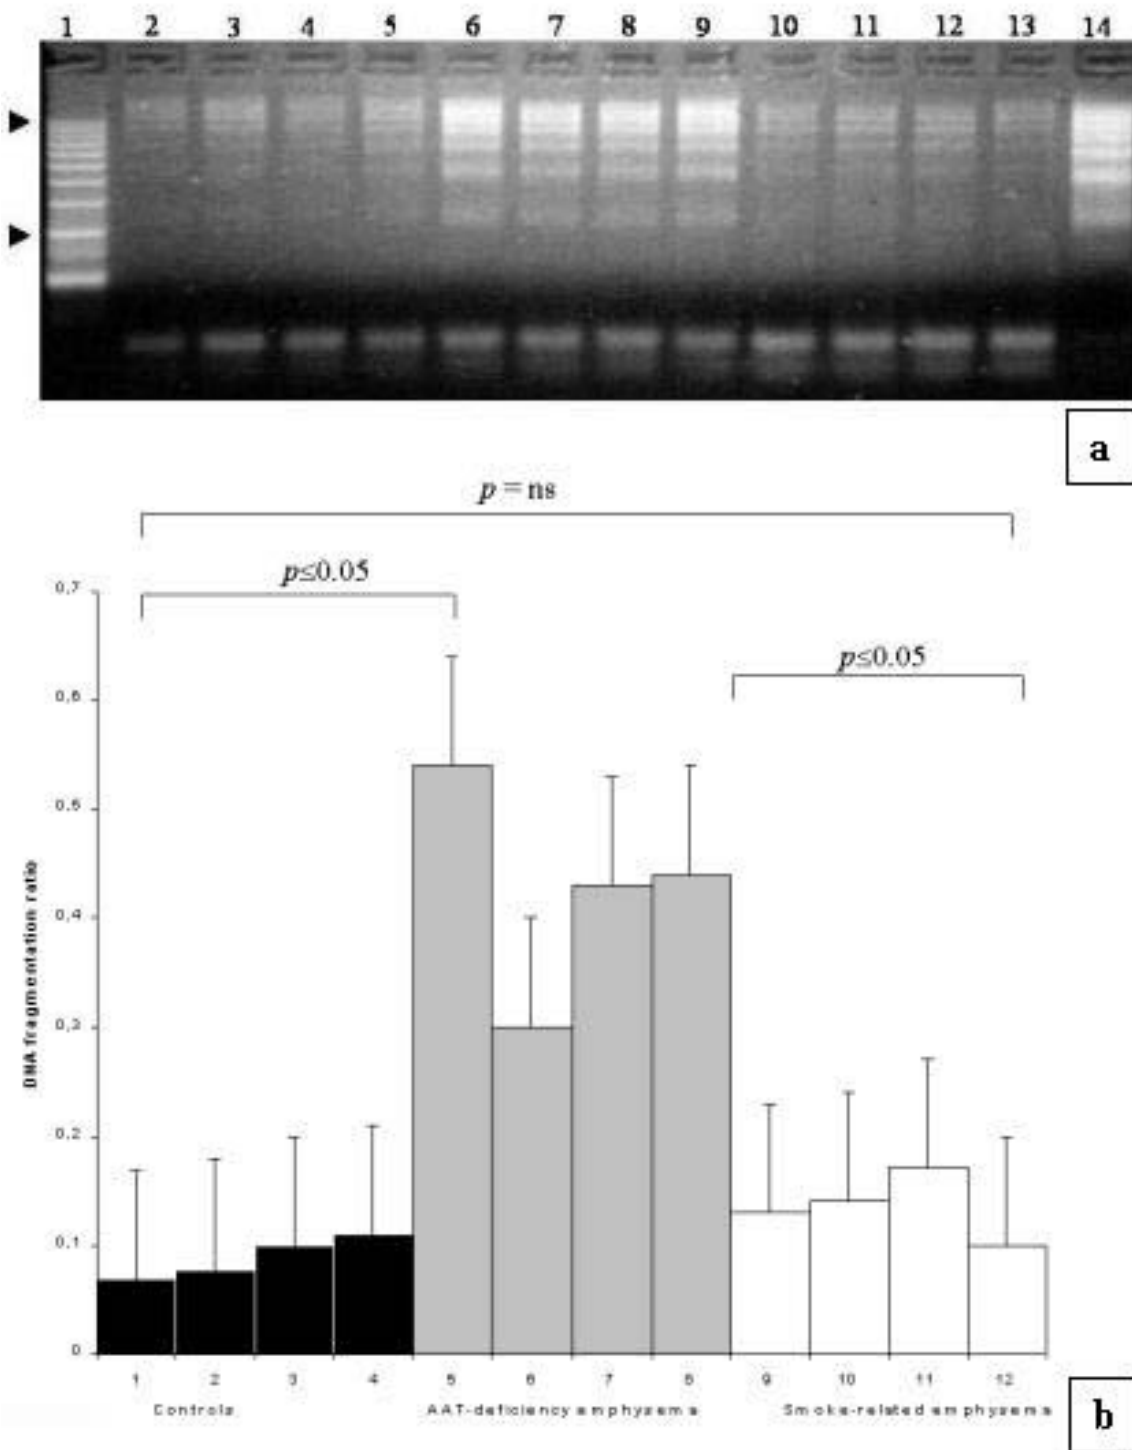 1 2 3 4 5 6 7 8 9 10 11 12 13 14
a
p = ns
p≤0.05
p≤0.05
0,7
0,6
0,5
0,4
0,3
0,2
0,1
0
DNA fragmentation ratio
1 2 3 4 5 6 7 8 9 10 11 12
Controls AAT-deficiency emphysema Smoke-related emphysema
b